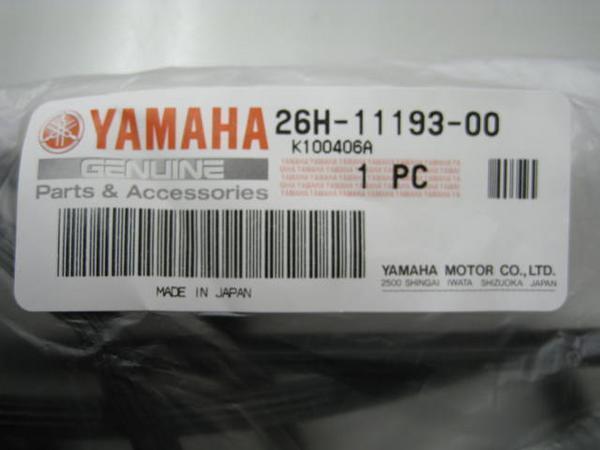 YAMAHA 26H-11193-00
K100406A
GENUINE
Parts & Accessories
1 PC
MADE IN JAPAN
YAMAHA MOTOR CO., LTD.
2500 SHINGAI IWATA SHIZUOKA JAPAN